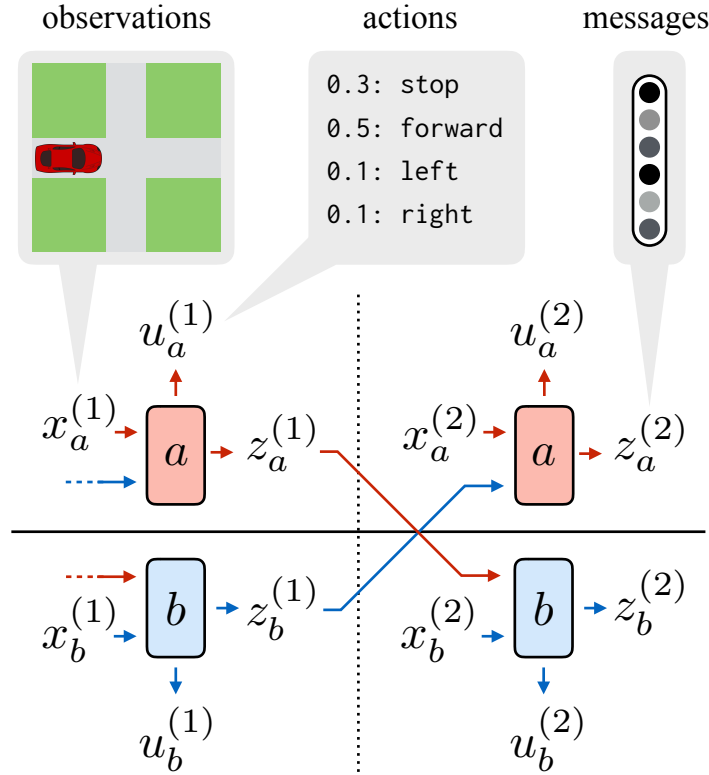 observations actions messages
0.3: stop
0.5: forward
0.1: left
0.1: right
u_a^{(1)} u_a^{(2)}
x_a^{(1)} a z_a^{(1)} x_a^{(2)} a z_a^{(2)}
x_b^{(1)} b z_b^{(1)} x_b^{(2)} b z_b^{(2)}
u_b^{(1)} u_b^{(2)}